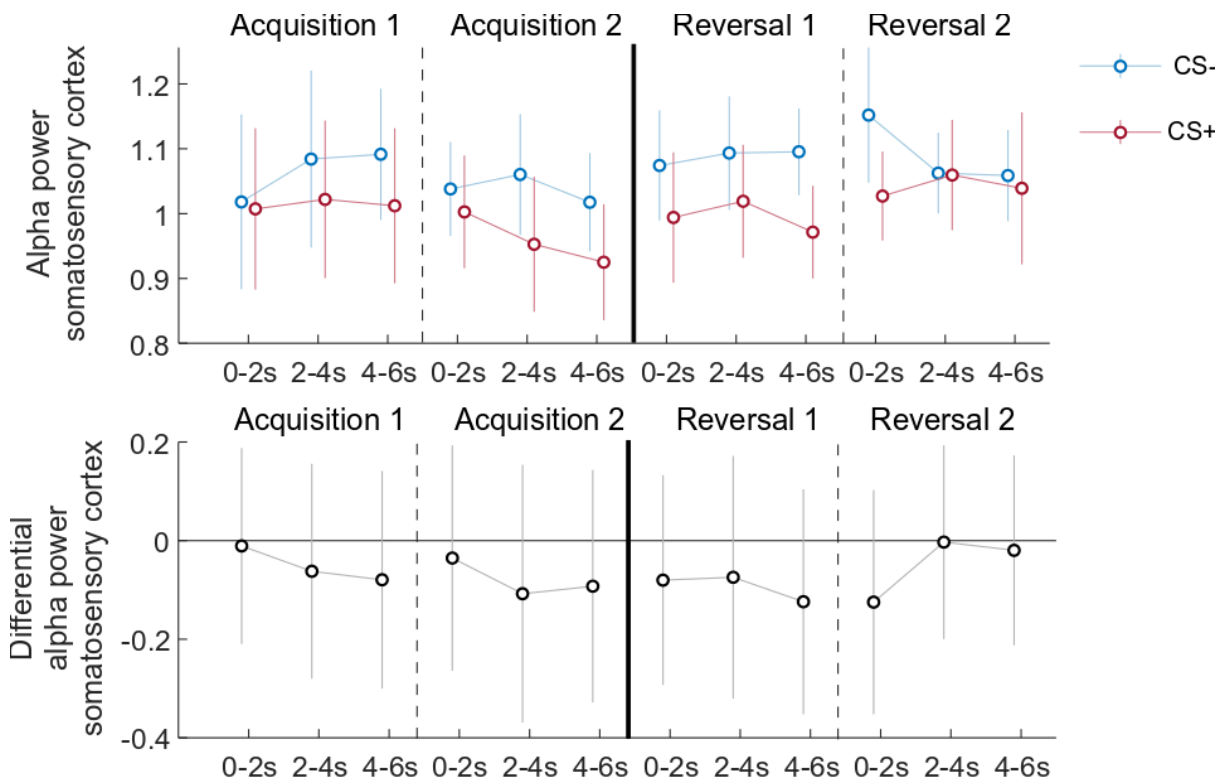 Acquisition 1 Acquisition 2 Reversal 1 Reversal 2
Alpha power
somatosensory cortex
1.2
1.1
1
0.9
0.8
0-2s 2-4s 4-6s 0-2s 2-4s 4-6s 0-2s 2-4s 4-6s 0-2s 2-4s 4-6s
CS-
CS+
Acquisition 1 Acquisition 2 Reversal 1 Reversal 2
Differential
alpha power
somatosensory cortex
0.2
0
-0.2
-0.4
0-2s 2-4s 4-6s 0-2s 2-4s 4-6s 0-2s 2-4s 4-6s 0-2s 2-4s 4-6s